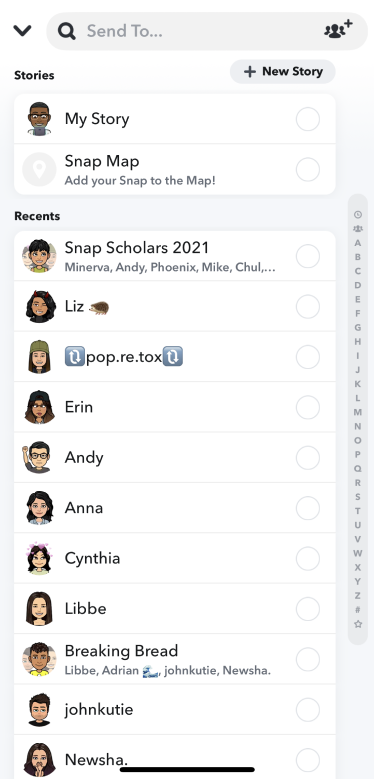 Send To...
Stories
+ New Story
My Story
Snap Map
Add your Snap to the Map!
Recents
Snap Scholars 2021
Minerva, Andy, Phoenix, Mike, Chul,...
Liz 🦔
🔃pop.re.tox🔃
Erin
Andy
Anna
Cynthia
Libbe
Breaking Bread
Libbe, Adrian 🌊, johnkutie, Newsha.
johnkutie
Newsha.
A
B
C
D
E
F
G
H
I
J
K
L
M
N
O
P
Q
R
S
T
U
V
W
X
Y
Z
#